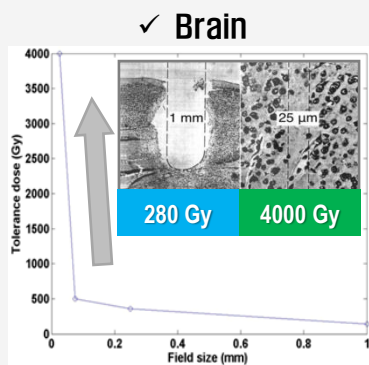 ✓ Brain
Tolerance dose (Gy)
4000
3500
3000
2500
2000
1500
1000
500
0
1 mm
25 µm
280 Gy
4000 Gy
0 0.2 0.4 0.6 0.8 1
Field size (mm)